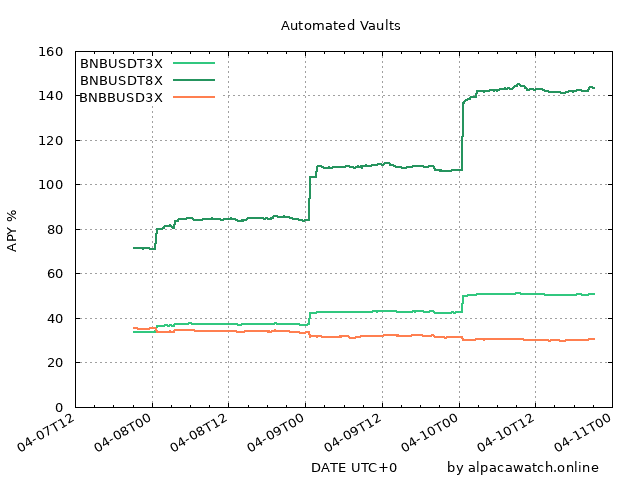 Automated Vaults
BNBUSDT3X
BNBUSDT8X
BNBBUSD3X
160
140
120
100
80
60
40
20
0
APY %
04-07T12
04-08T00
04-08T12
04-09T00
04-09T12
04-10T00
04-10T12
04-11T00
DATE UTC+0
by alpacawatch.online